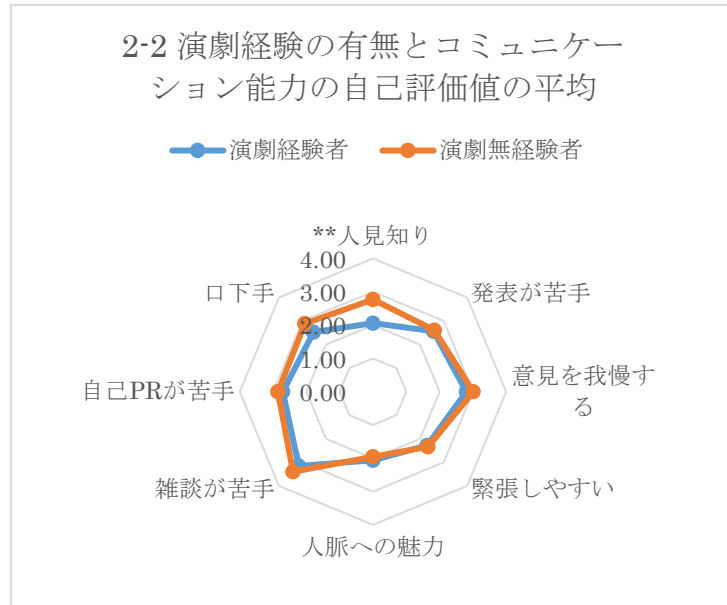 2-2 演劇経験の有無とコミュニケー
ション能力の自己評価値の平均
演劇経験者
演劇無経験者
**人見知り
4.00
3.00
2.00
1.00
0.00
発表が苦手
意見を我慢す
る
緊張しやすい
人脈への魅力
雑談が苦手
自己PRが苦手
口下手